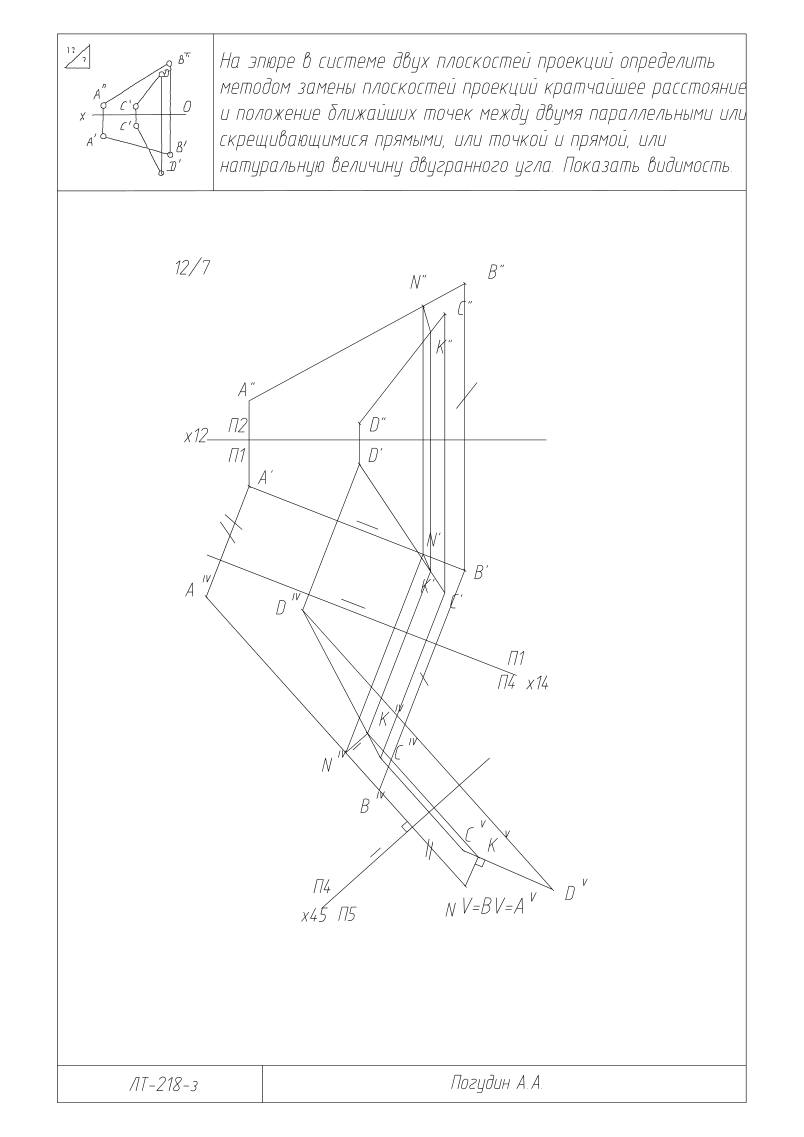 12
7
B"
D"
A"
C"
x
O
A'
C'
B'
D'
На эпюре в системе двух плоскостей проекций определить
методом замены плоскостей проекций кратчайшее расстояние
и положение ближайших точек между двумя параллельными или
скрещивающимися прямыми, или точкой и прямой, или
натуральную величину двугранного угла. Показать видимость.
12/7
N" B"
C"
K"
A"
П2 D"
x12
П1 D'
A'
N'
B'
K'
C'
A IV
D IV
П1
П4 x14
K IV
C IV
N IV
B IV
C V
K V
П4
x45 П5
N V=BV=A V
D V
ЛТ-218-з
Погудин А.А.